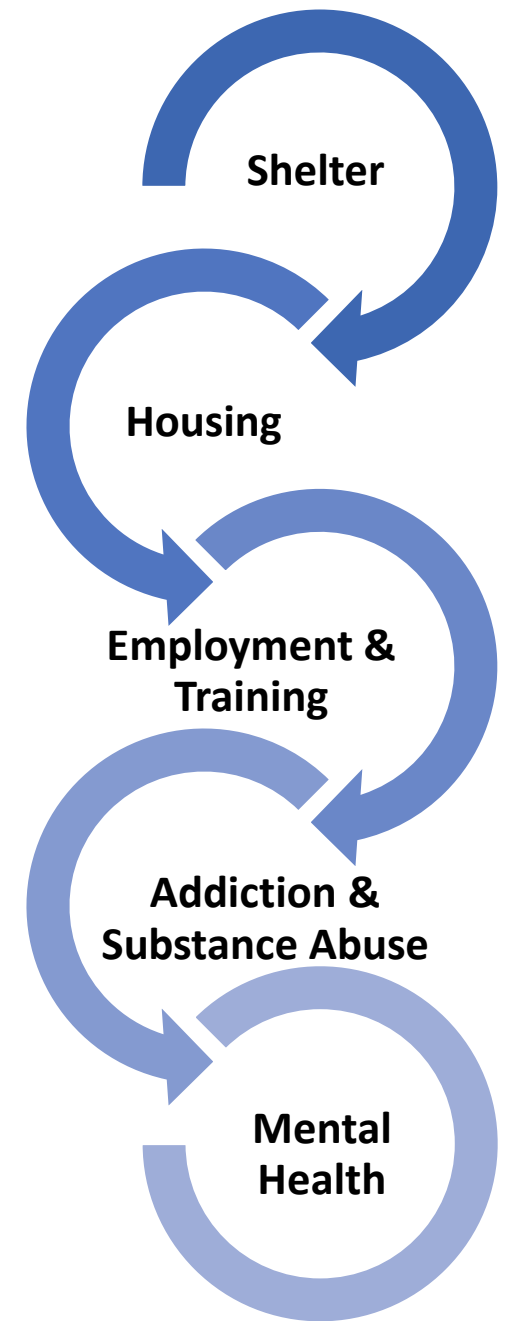 Shelter
Housing
Employment &
Training
Addiction &
Substance Abuse
Mental
Health